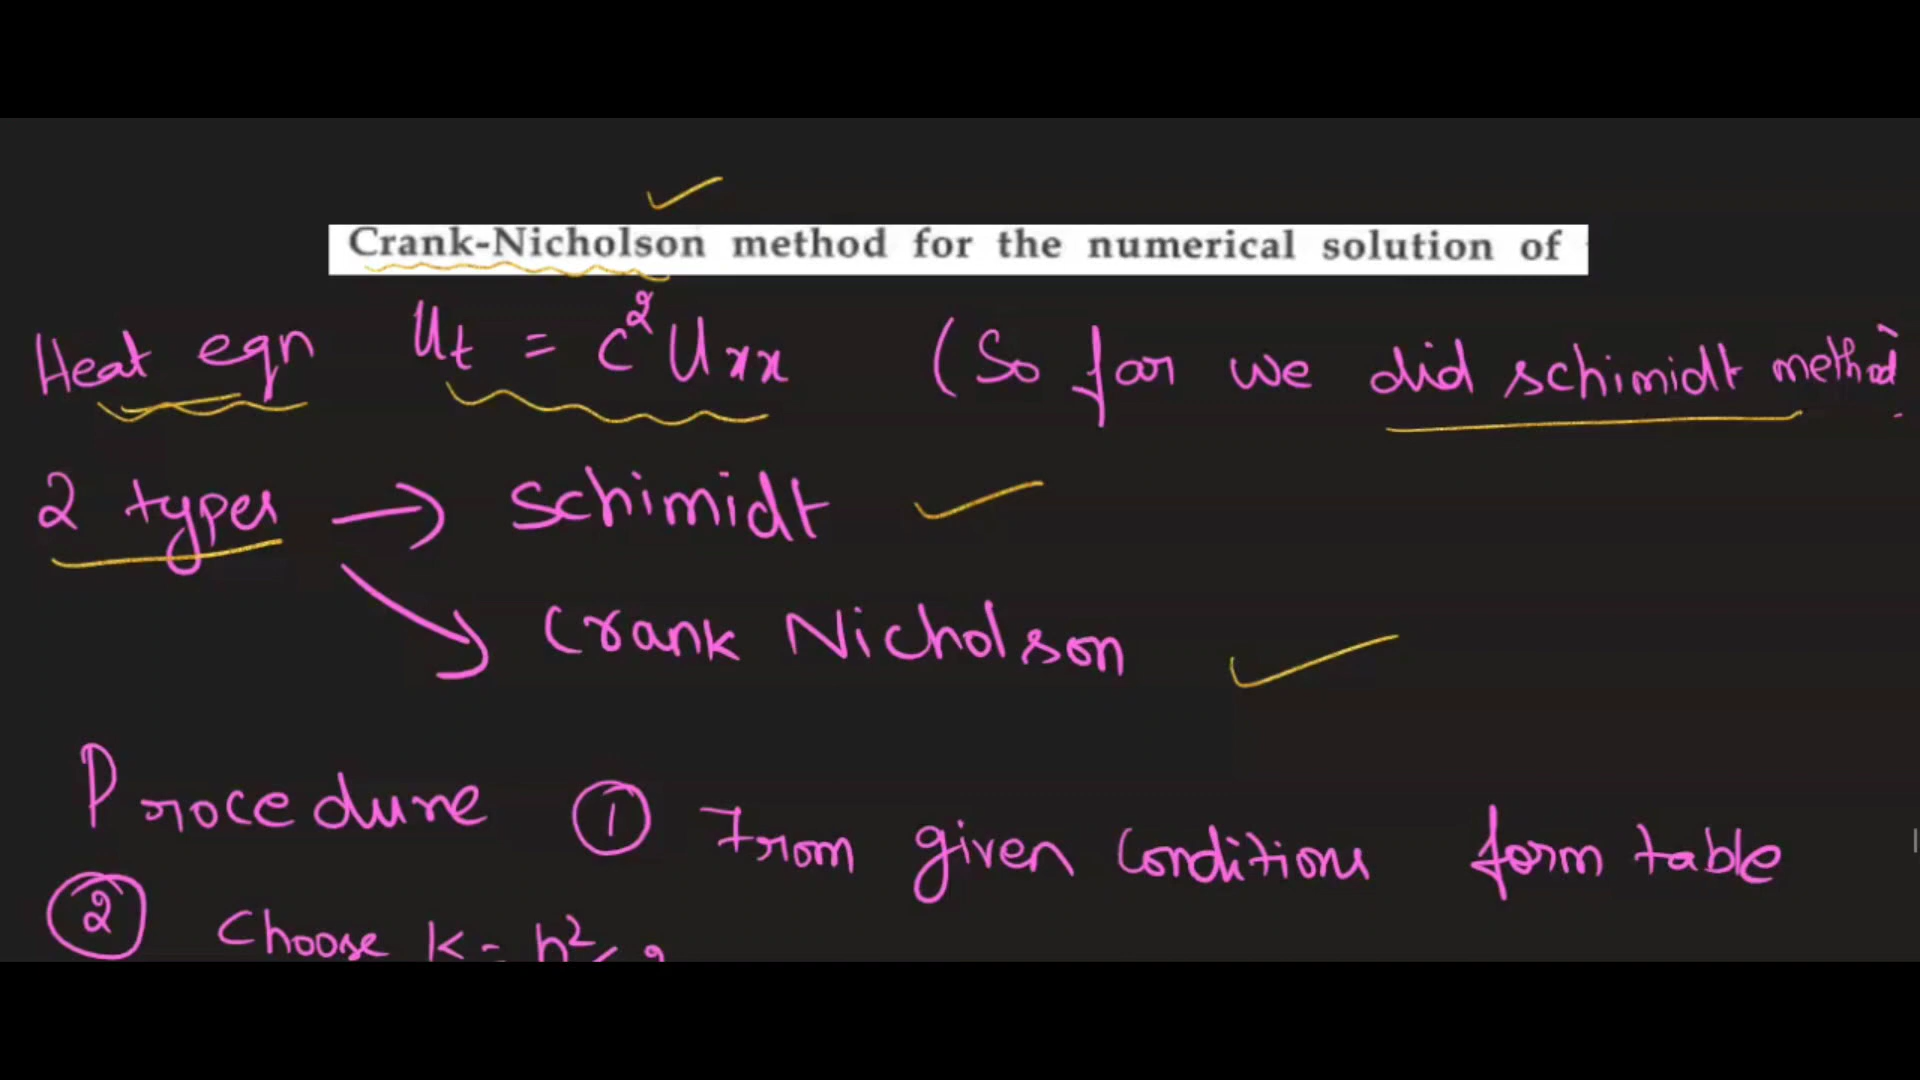 Crank-Nicholson method for the numerical solution of
Heat eqn Ut = c²Uxx (So far we did schimidt method
2 types → Schimidt
Crank Nicholson
Procedure ① From given Conditions form table
② Choose k = h²/